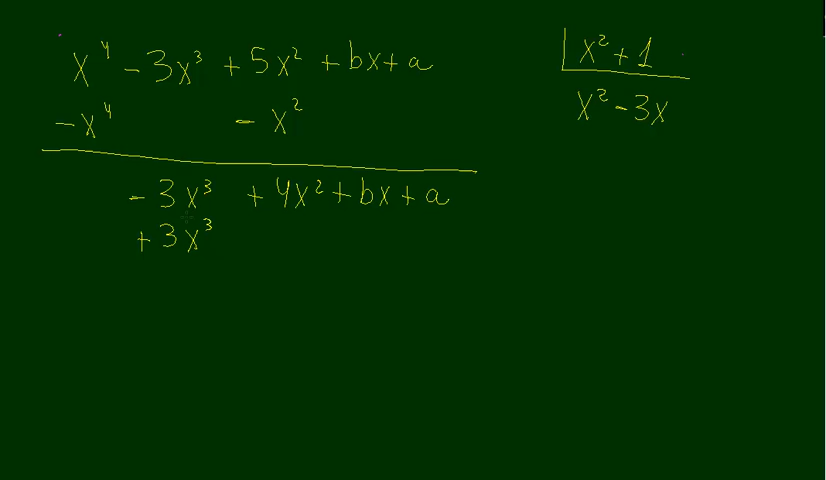 x⁴ - 3x³ + 5x² + bx + a
x² + 1
- x⁴ - x²
x² - 3x
- 3x³ + 4x² + bx + a
+ 3x³